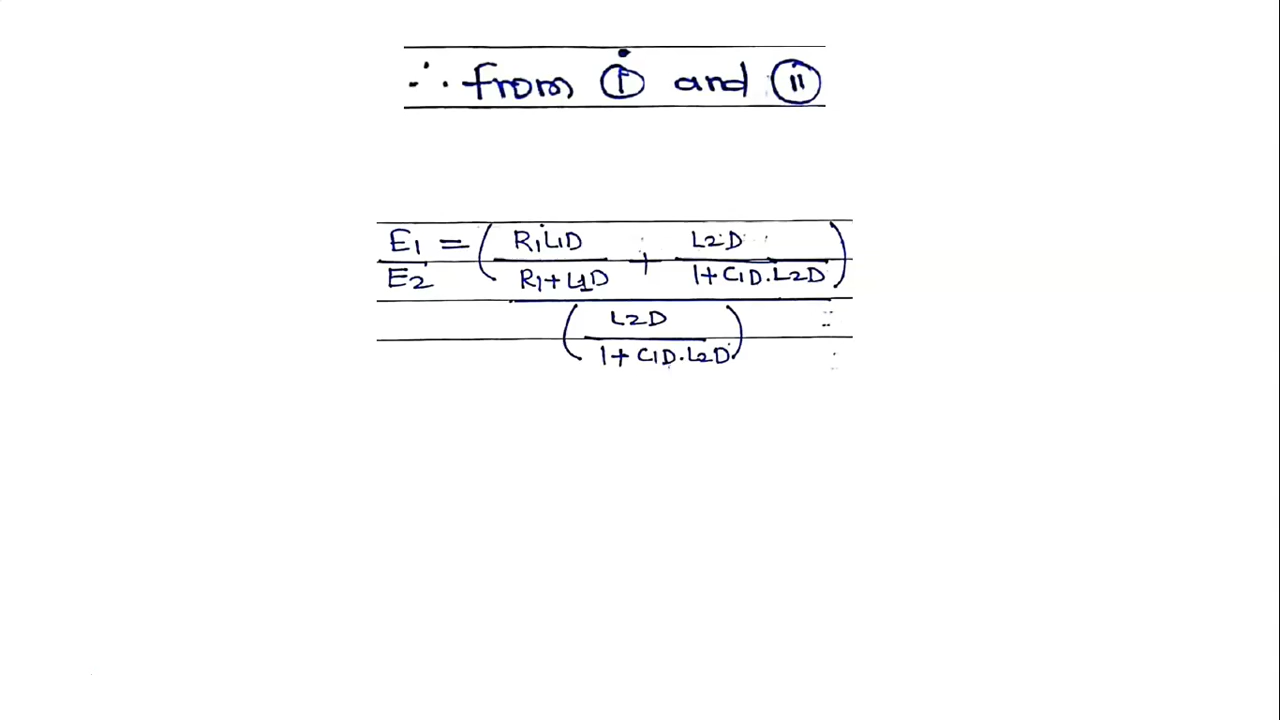 ∴ from (i) and (ii)
E1 = ( R1L1D / R1+L1D + L2D / 1+C1D.L2D )
E2
( L2D / 1+C1D.L2D )